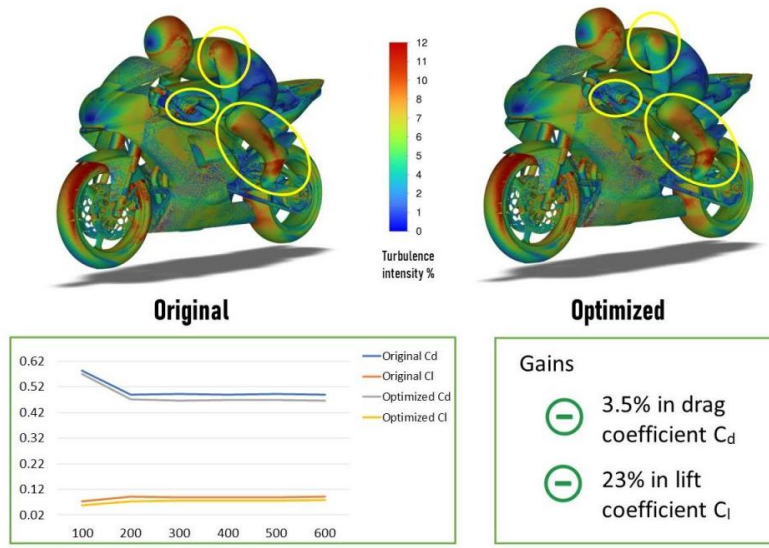 12
11
10
9
8
7
6
5
4
3
2
1
0
Turbulence
intensity %
Original
Optimized
0.62
0.52
0.42
0.32
0.22
0.12
0.02
100 200 300 400 500 600
Original Cd
Original Cl
Optimized Cd
Optimized Cl
Gains
3.5% in drag
coefficient Cd
23% in lift
coefficient Cl